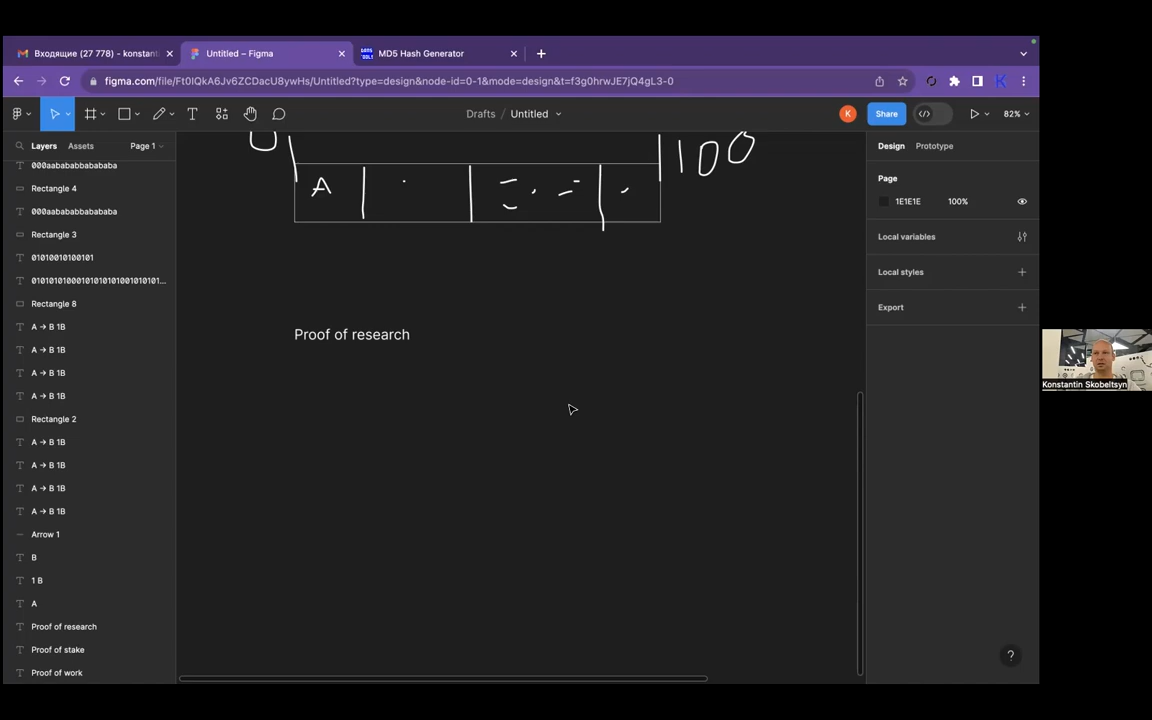 Входящие (27 778) - konstan
Untitled – Figma
MD5 Hash Generator
figma.com/file/Ft0IQkA6Jv6ZCDacU8ywHs/Untitled?type=design&node-id=0-1&mode=design&t=f3g0hrwJE7jQ4gL3-0
Drafts / Untitled
K
Share
82%
Layers
Assets
Page 1
Design
Prototype
000aabababbabababa
Rectangle 4
000aabababbabababa
Rectangle 3
01010010100101
Rectangle 8
A → B 1B
A → B 1B
A → B 1B
A → B 1B
Rectangle 2
A → B 1B
A → B 1B
A → B 1B
A → B 1B
Arrow 1
B
1 B
A
Proof of research
Proof of stake
Proof of work
0
100
A
Proof of research
Page
1E1E1E
100%
Local variables
Local styles
Export
?
Konstantin Skobeltsyn